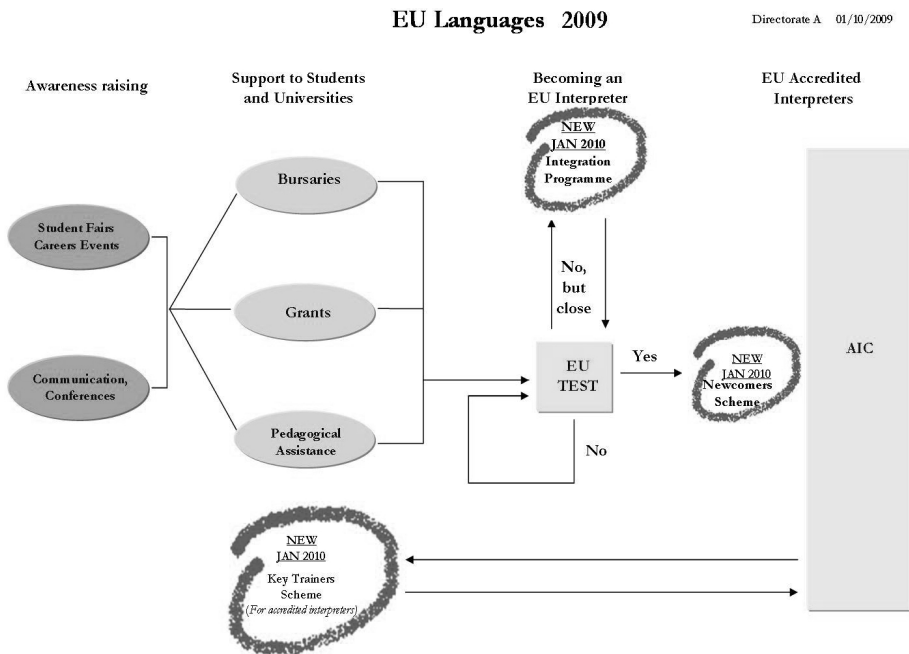 EU Languages 2009
Directorate A 01/10/2009
Awareness raising
Support to Students
and Universities
Becoming an
EU Interpreter
EU Accredited
Interpreters
NEW
JAN 2010
Integration
Programme
Bursaries
Student Fairs
Careers Events
No,
but
close
Grants
EU
TEST
Yes
NEW
JAN 2010
Newcomers
Scheme
AIC
Communication,
Conferences
Pedagogical
Assistance
No
NEW
JAN 2010
Key Trainers
Scheme
(For accredited interpreters)